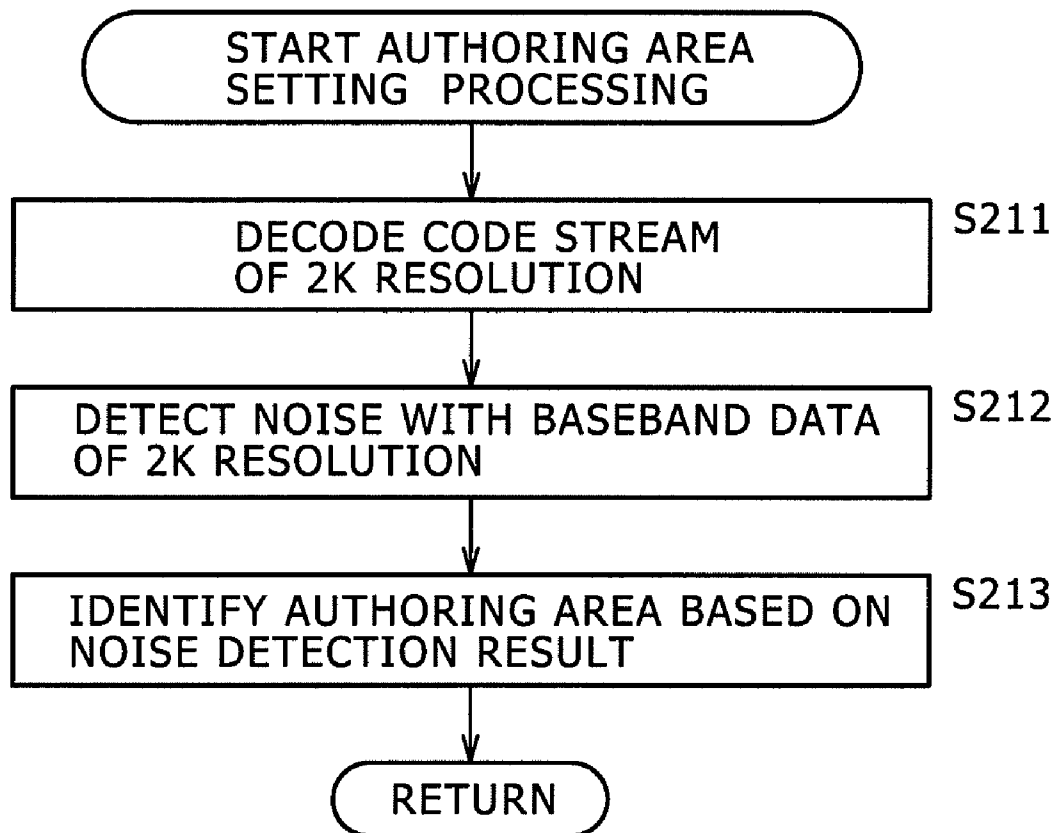 START AUTHORING AREA
SETTING PROCESSING
DECODE CODE STREAM
OF 2K RESOLUTION
S211
DETECT NOISE WITH BASEBAND DATA
OF 2K RESOLUTION
S212
IDENTIFY AUTHORING AREA BASED ON
NOISE DETECTION RESULT
S213
RETURN